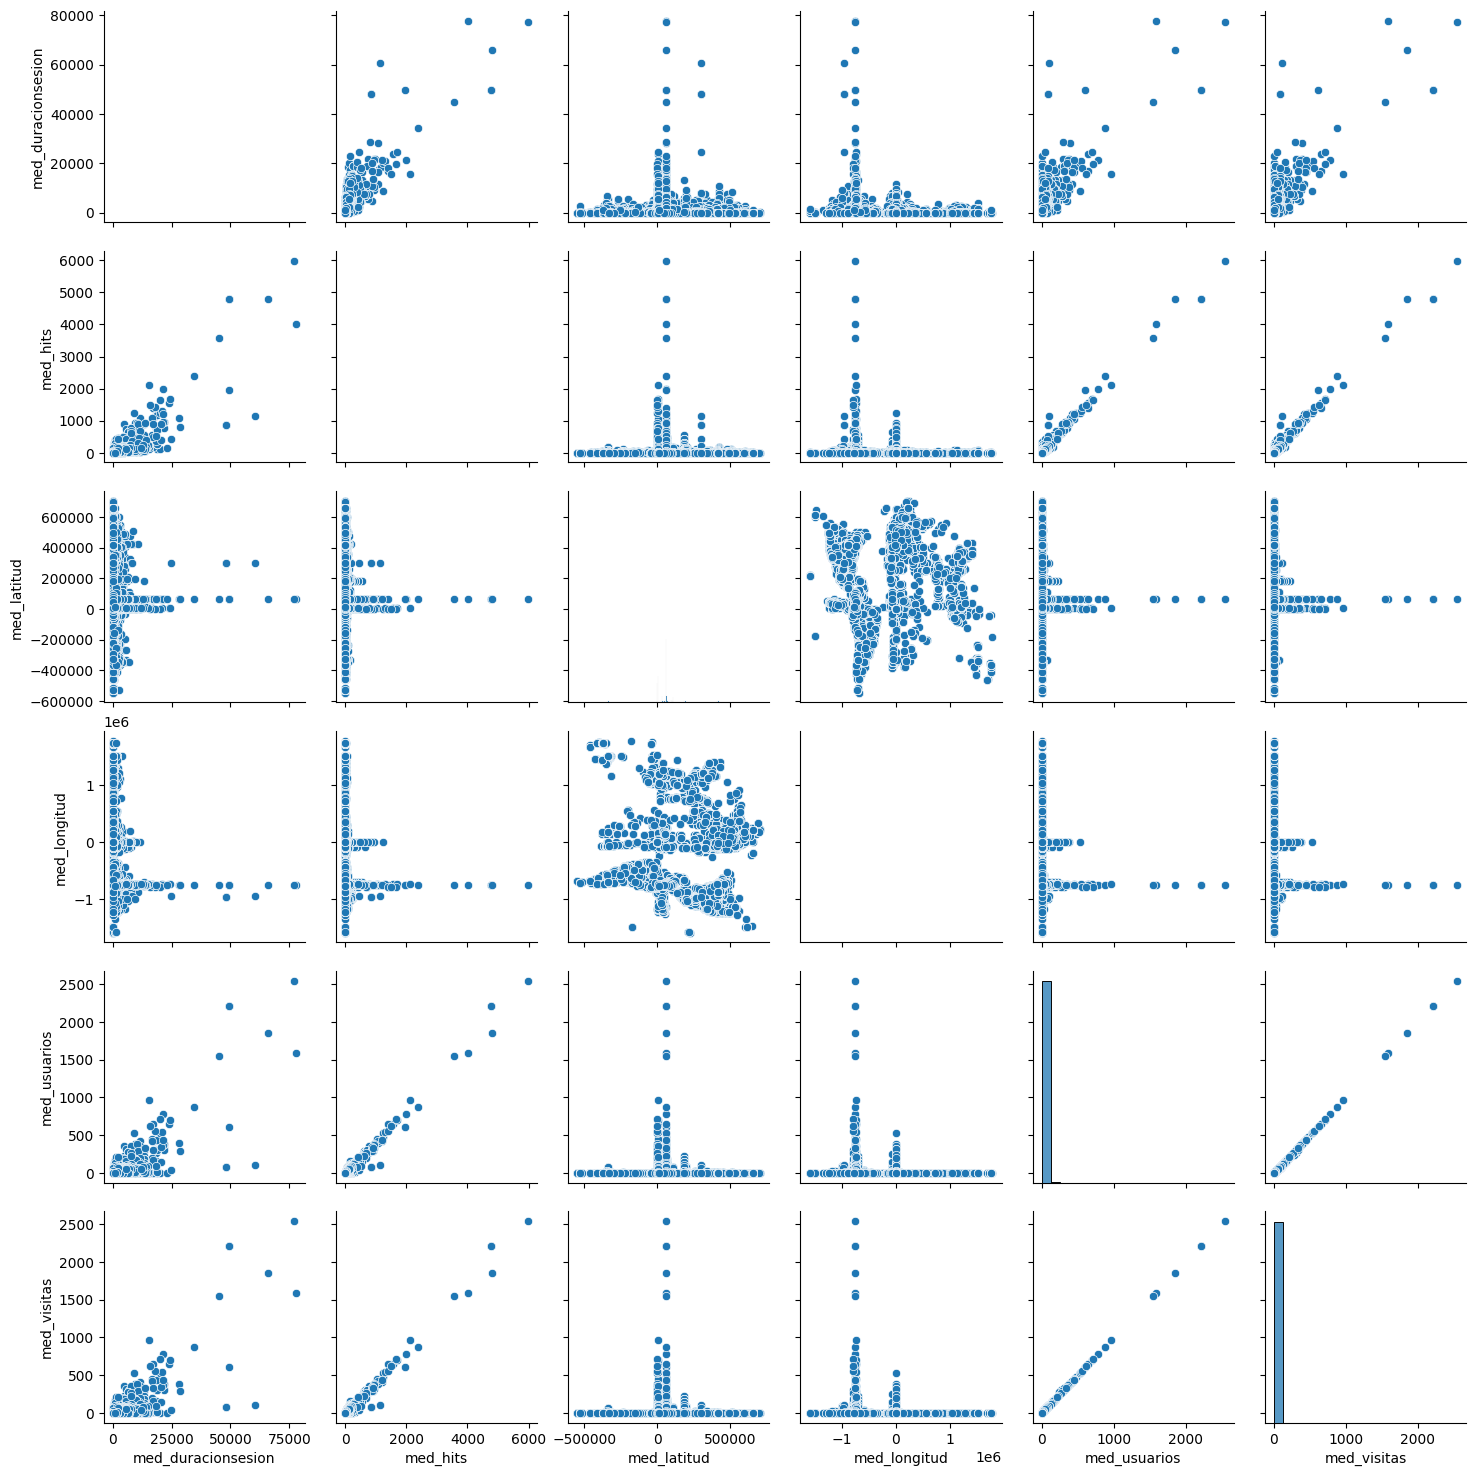 80000
60000
40000
20000
0
med_duracionsesion
6000
5000
4000
3000
2000
1000
0
med_hits
600000
400000
200000
0
−200000
−400000
−600000
med_latitud
1e6
1
0
−1
med_longitud
2500
2000
1500
1000
500
0
med_usuarios
2500
2000
1500
1000
500
0
med_visitas
0 25000 50000 75000
med_duracionsesion
0 2000 4000 6000
med_hits
−500000 0 500000
med_latitud
−1 0 1
1e6
med_longitud
0 1000 2000
med_usuarios
0 1000 2000
med_visitas